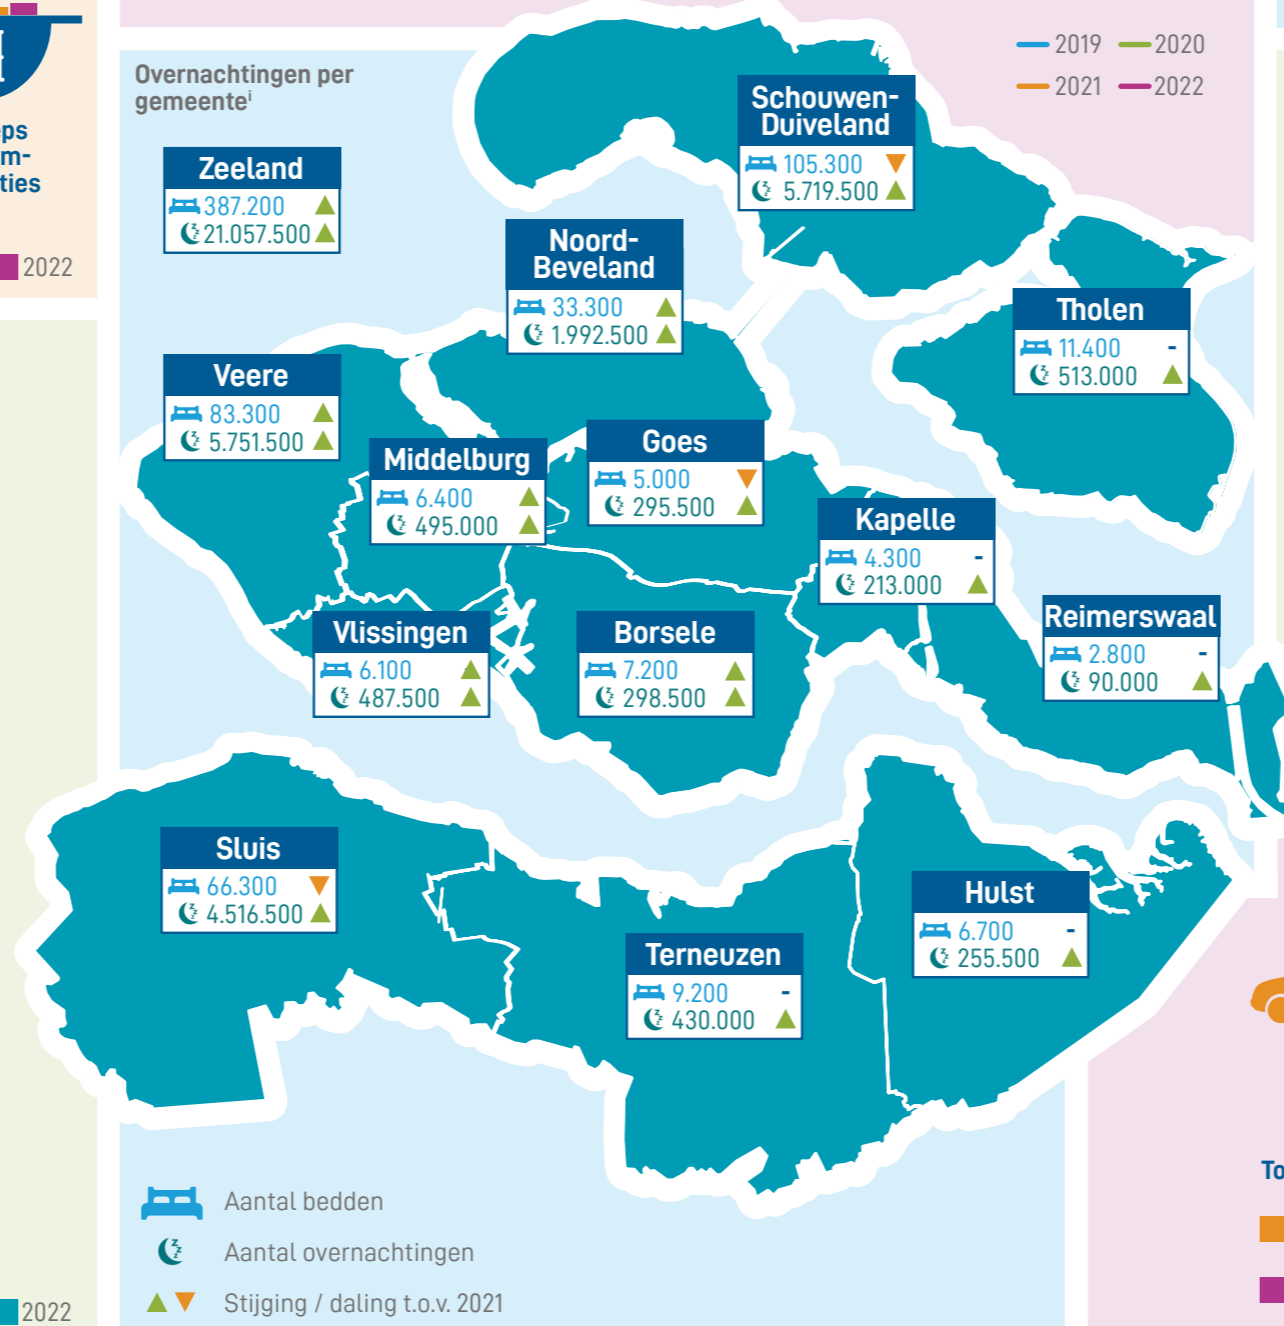 ps
m-
ties
2022
Overnachtingen per
gemeenteⁱ
2019
2020
2021
2022
Schouwen-
Duiveland
105.300
5.719.500
Zeeland
387.200
21.057.500
Noord-
Beveland
33.300
1.992.500
Tholen
11.400 -
513.000
Veere
83.300
5.751.500
Middelburg
6.400
495.000
Goes
5.000
295.500
Kapelle
4.300 -
213.000
Reimerswaal
2.800 -
90.000
Vlissingen
6.100
487.500
Borsele
7.200
298.500
Sluis
66.300
4.516.500
Hulst
6.700 -
255.500
Terneuzen
9.200 -
430.000
Aantal bedden
Aantal overnachtingen
Stijging / daling t.o.v. 2021
2022
To